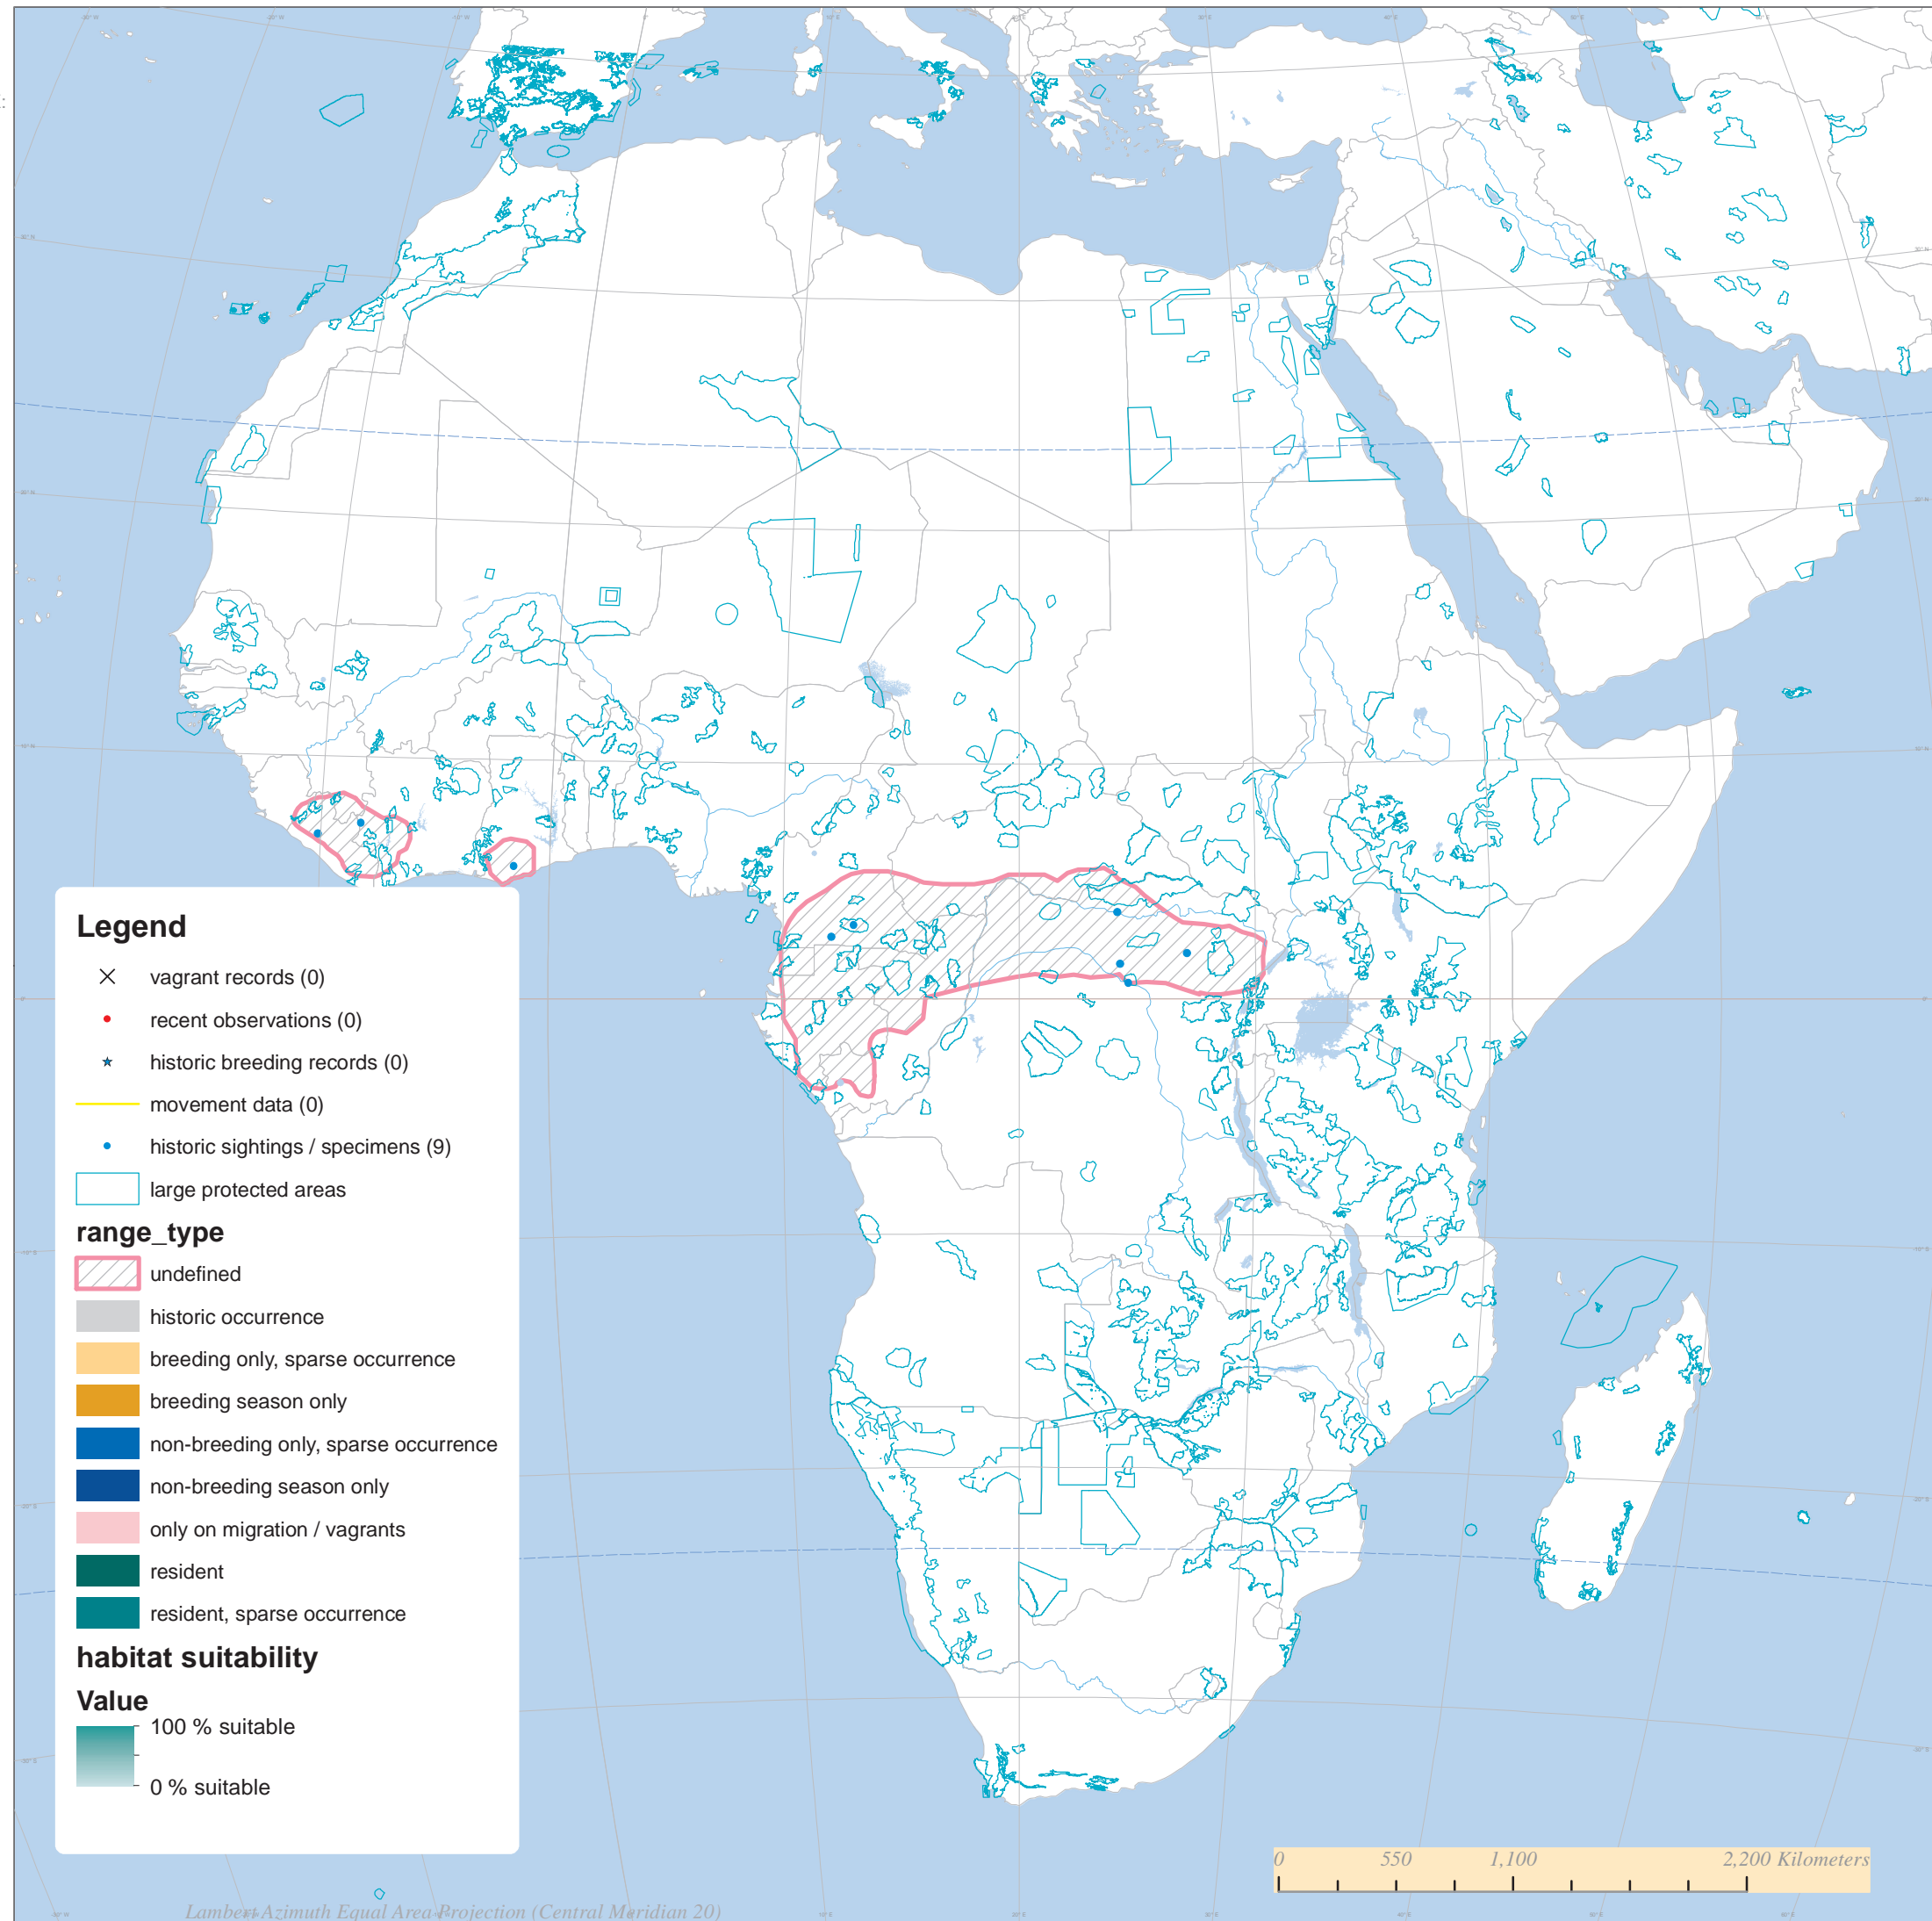 Legend
vagrant records (0)
recent observations (0)
historic breeding records (0)
movement data (0)
historic sightings / specimens (9)
large protected areas
range_type
undefined
historic occurrence
breeding only, sparse occurrence
breeding season only
non-breeding only, sparse occurrence
non-breeding season only
only on migration / vagrants
resident
resident, sparse occurrence
habitat suitability
Value
100 % suitable
0 % suitable
0 550 1,100 2,200 Kilometers
Lambert Azimuth Equal Area Projection (Central Meridian 20)